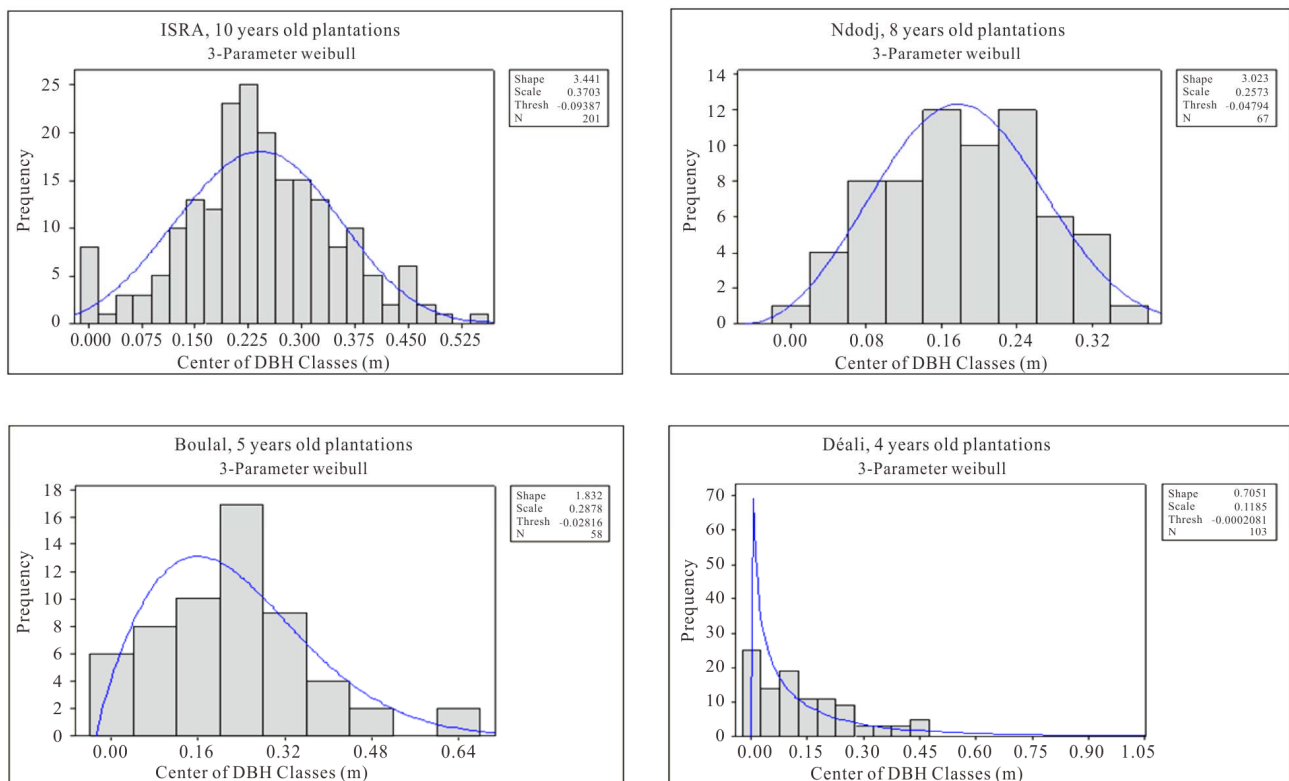 ISRA, 10 years old plantations
3-Parameter weibull
Prequency
25
20
15
10
5
0
0.000 0.075 0.150 0.225 0.300 0.375 0.450 0.525
Center of DBH Classes (m)
Shape 3.441
Scale 0.3703
Thresh -0.09387
N 201
Ndodj, 8 years old plantations
3-Parameter weibull
Prequency
14
12
10
8
6
4
2
0
0.00 0.08 0.16 0.24 0.32
Center of DBH Classes (m)
Shape 3.023
Scale 0.2573
Thresh -0.04794
N 67
Boulal, 5 years old plantations
3-Parameter weibull
Prequency
18
16
14
12
10
8
6
4
2
0
0.00 0.16 0.32 0.48 0.64
Center of DBH Classes (m)
Shape 1.832
Scale 0.2878
Thresh -0.02816
N 58
Déali, 4 years old plantations
3-Parameter weibull
Prequency
70
60
50
40
30
20
10
0
0.00 0.15 0.30 0.45 0.60 0.75 0.90 1.05
Center of DBH Classes (m)
Shape 0.7051
Scale 0.1185
Thresh -0.0002081
N 103